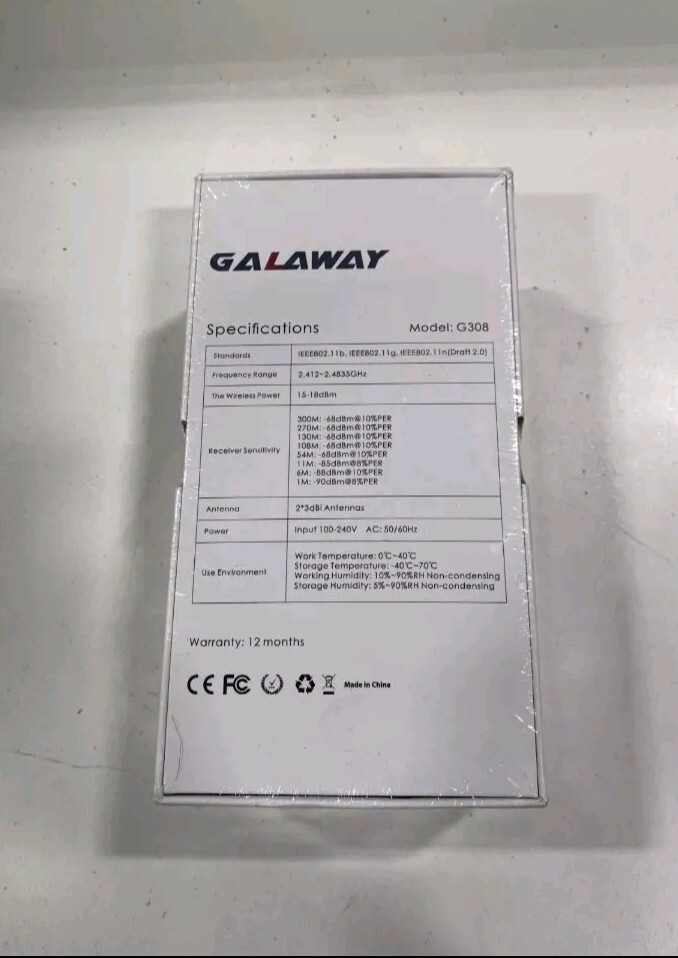 GALAWAY
Specifications Model: G308
Standards IEEE802.11b, IEEE802.11g, IEEE802.11n(Draft 2.0)
Frequency Range 2.412~2.4835GHz
The Wireless Power 15-18dBm
Receiver Sensitivity
300M: -68dBm@10%PER
270M: -68dBm@10%PER
130M: -68dBm@10%PER
108M: -68dBm@10%PER
54M: -68dBm@10%PER
11M: -85dBm@8%PER
6M: -88dBm@10%PER
1M: -90dBm@8%PER
Antenna 2*3dBi Antennas
Power Input 100-240V AC: 50/60Hz
Use Environment
Work Temperature: 0℃~40℃
Storage Temperature: -40℃~70℃
Working Humidity: 10%~90%RH Non-condensing
Storage Humidity: 5%~90%RH Non-condensing
Warranty: 12 months
CE FC Made in China